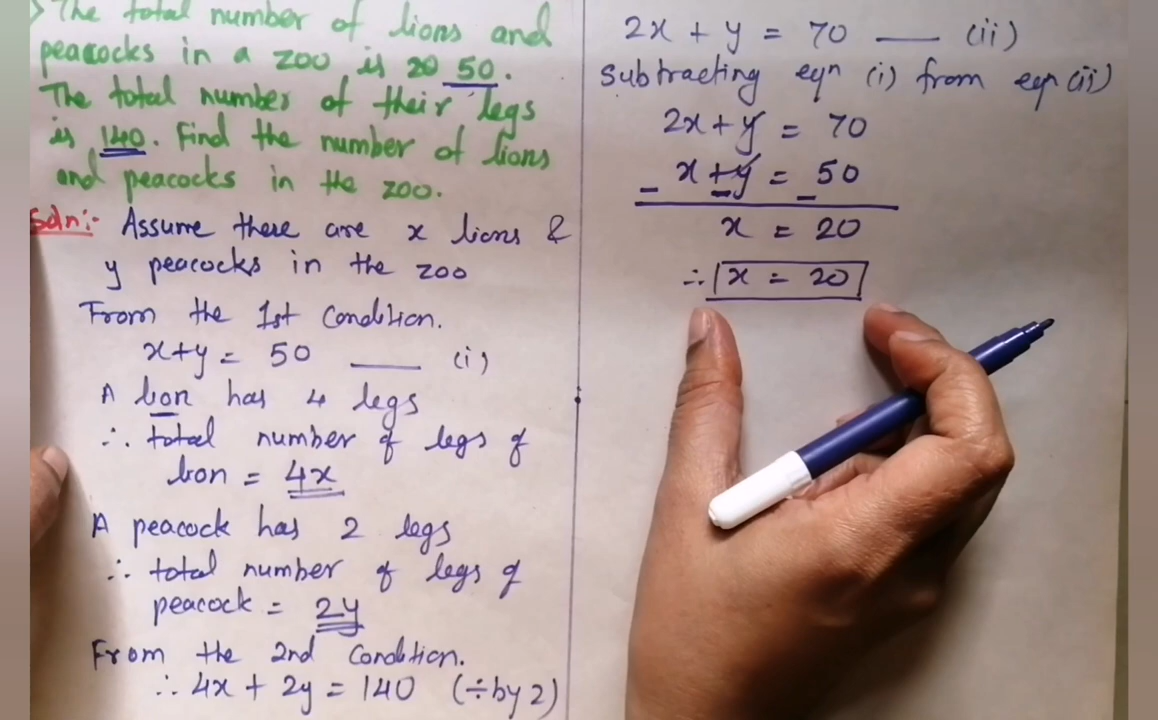 > The total number of lions and
peacocks in a zoo is 20 50.
The total number of their legs
is 140. Find the number of lions
and peacocks in the zoo.
Soln:- Assume there are x lions &
y peacocks in the zoo
From the 1st Condition.
x+y = 50 —— (i)
A lion has 4 legs
∴ total number of legs of
lion = 4x
A peacock has 2 legs
∴ total number of legs of
peacock = 2y
From the 2nd Condition.
∴ 4x + 2y = 140 (÷by 2)
2x + y = 70 —— (ii)
Subtracting eqn (i) from eqn (ii)
2x + y = 70
- x + y = 50
x = 20
∴ x = 20